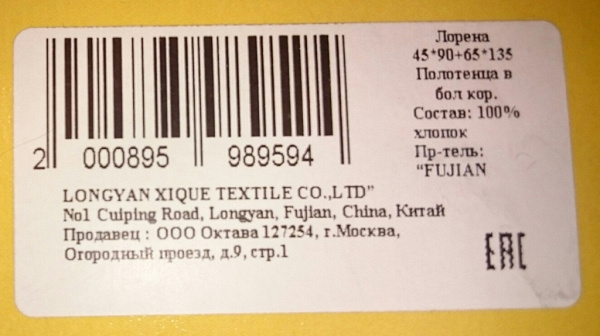 Лорена
45*90+65*135
Полотенца в
бол кор.
Состав: 100%
хлопок
Пр-тель:
"FUJIAN
2 000895 989594
LONGYAN XIQUE TEXTILE CO.,LTD"
No1 Cuiping Road, Longyan, Fujian, China, Китай
Продавец : ООО Октава 127254, г.Москва,
Огородный проезд, д.9, стр.1
EAC